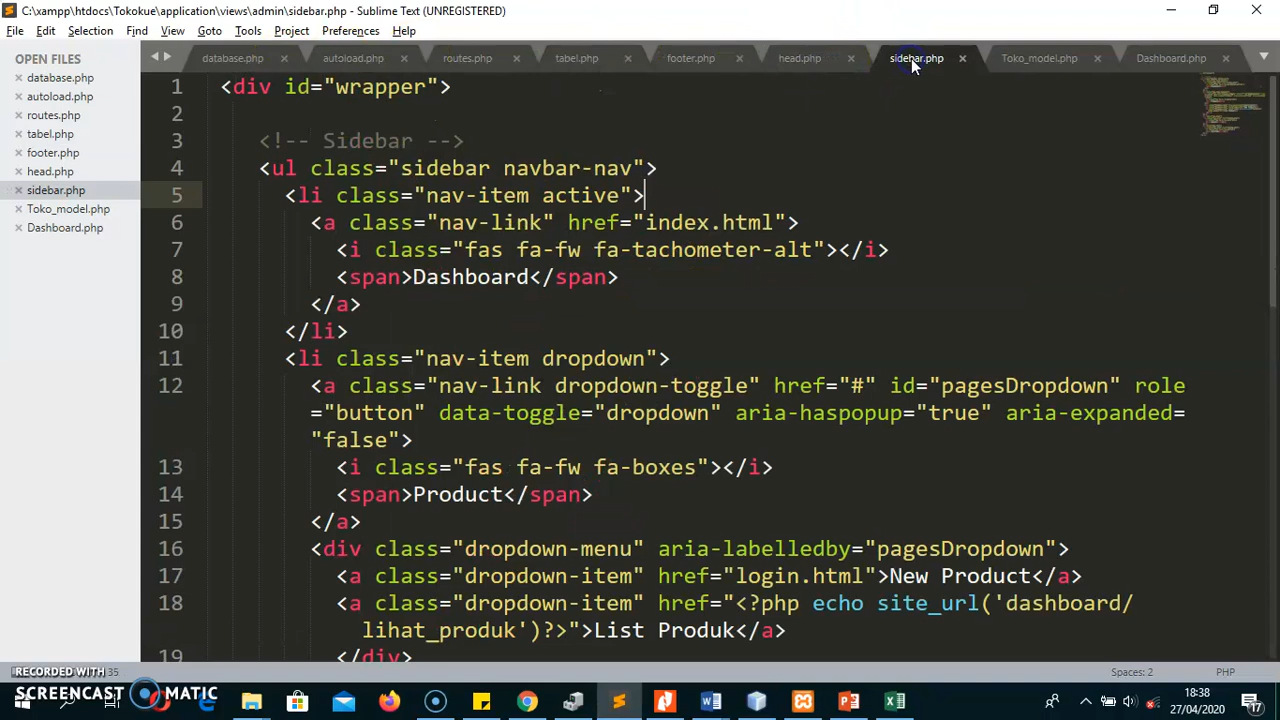 C:\xampp\htdocs\Tokokue\application\views\admin\sidebar.php - Sublime Text (UNREGISTERED)
File Edit Selection Find View Goto Tools Project Preferences Help
OPEN FILES
database.php
autoload.php
routes.php
tabel.php
footer.php
head.php
sidebar.php
Toko_model.php
Dashboard.php
database.php autoload.php routes.php tabel.php footer.php head.php sidebar.php Toko_model.php Dashboard.php
1 <div id="wrapper">
2
3 <!-- Sidebar -->
4 <ul class="sidebar navbar-nav">
5 <li class="nav-item active">
6 <a class="nav-link" href="index.html">
7 <i class="fas fa-fw fa-tachometer-alt"></i>
8 <span>Dashboard</span>
9 </a>
10 </li>
11 <li class="nav-item dropdown">
12 <a class="nav-link dropdown-toggle" href="#" id="pagesDropdown" role
="button" data-toggle="dropdown" aria-haspopup="true" aria-expanded=
"false">
13 <i class="fas fa-fw fa-boxes"></i>
14 <span>Product</span>
15 </a>
16 <div class="dropdown-menu" aria-labelledby="pagesDropdown">
17 <a class="dropdown-item" href="login.html">New Product</a>
18 <a class="dropdown-item" href="<?php echo site_url('dashboard/
lihat_produk')?>">List Produk</a>
19 </div>
RECORDED WITH
SCREENCAST MATIC
35
Spaces: 2 PHP
18:38
27/04/2020
17